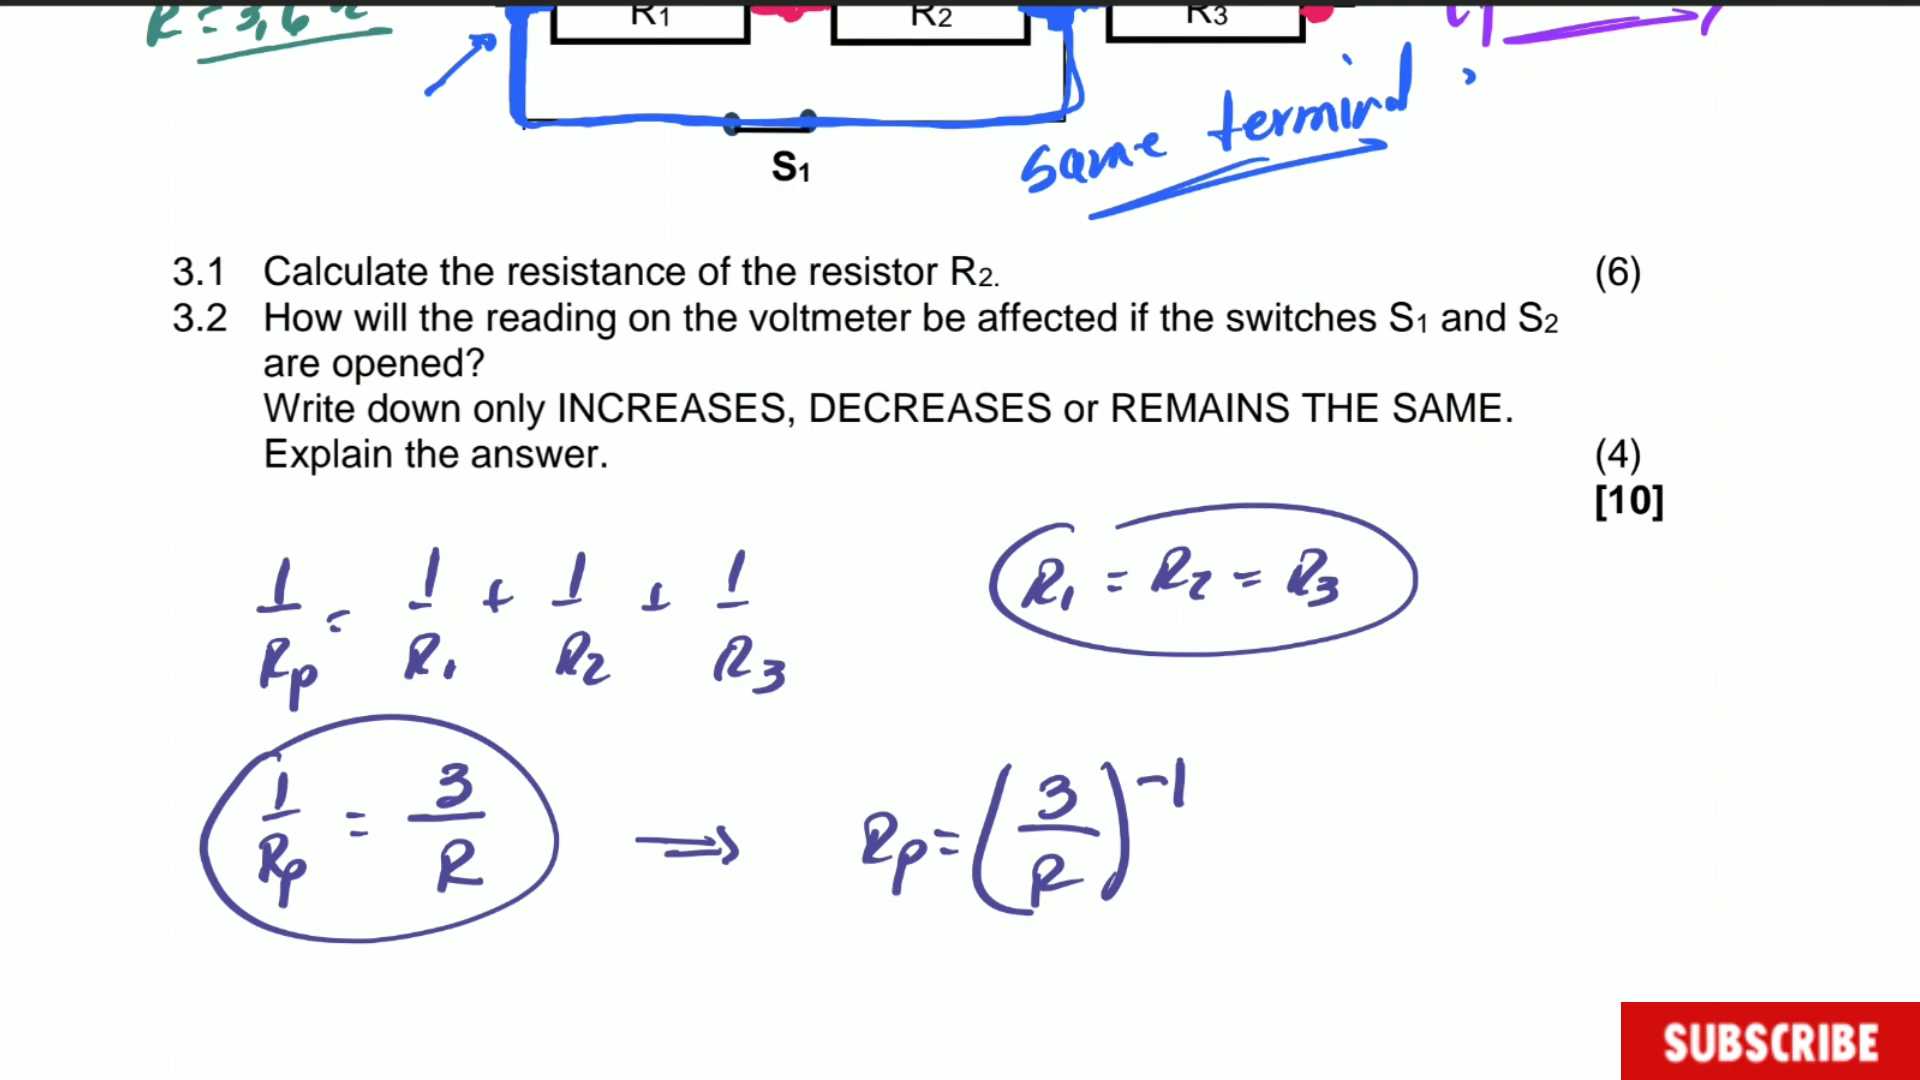 R = 3,6 Ω
R1 R2 R3
S1
same terminal
3.1 Calculate the resistance of the resistor R2. (6)
3.2 How will the reading on the voltmeter be affected if the switches S1 and S2
are opened?
Write down only INCREASES, DECREASES or REMAINS THE SAME.
Explain the answer. (4)
[10]
1/Rp = 1/R1 + 1/R2 + 1/R3
R1 = R2 = R3
1/Rp = 3/R ⇒ Rp = (3/R)^-1
SUBSCRIBE